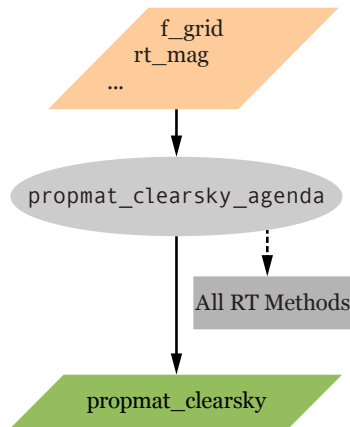 f_grid
rt_mag
...
propmat_clearsky_agenda
All RT Methods
propmat_clearsky